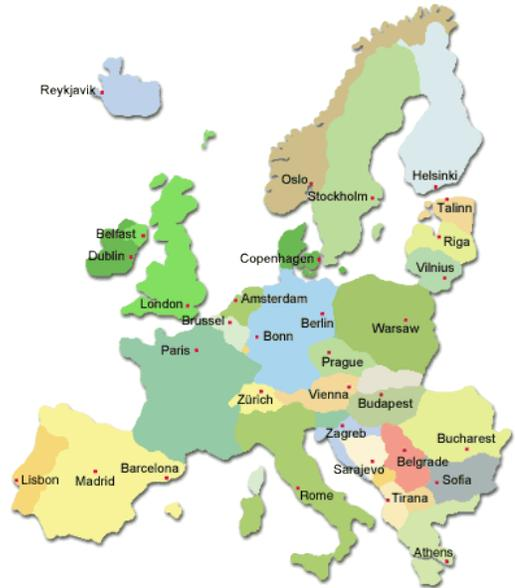 Reykjavik
Oslo
Helsinki
Stockholm
Talinn
Belfast
Riga
Dublin
Copenhagen
Vilnius
London
Amsterdam
Brussel
Berlin
Warsaw
Bonn
Paris
Prague
Zürich
Vienna
Budapest
Zagreb
Bucharest
Barcelona
Sarajevo
Belgrade
Lisbon
Madrid
Sofia
Rome
Tirana
Athens